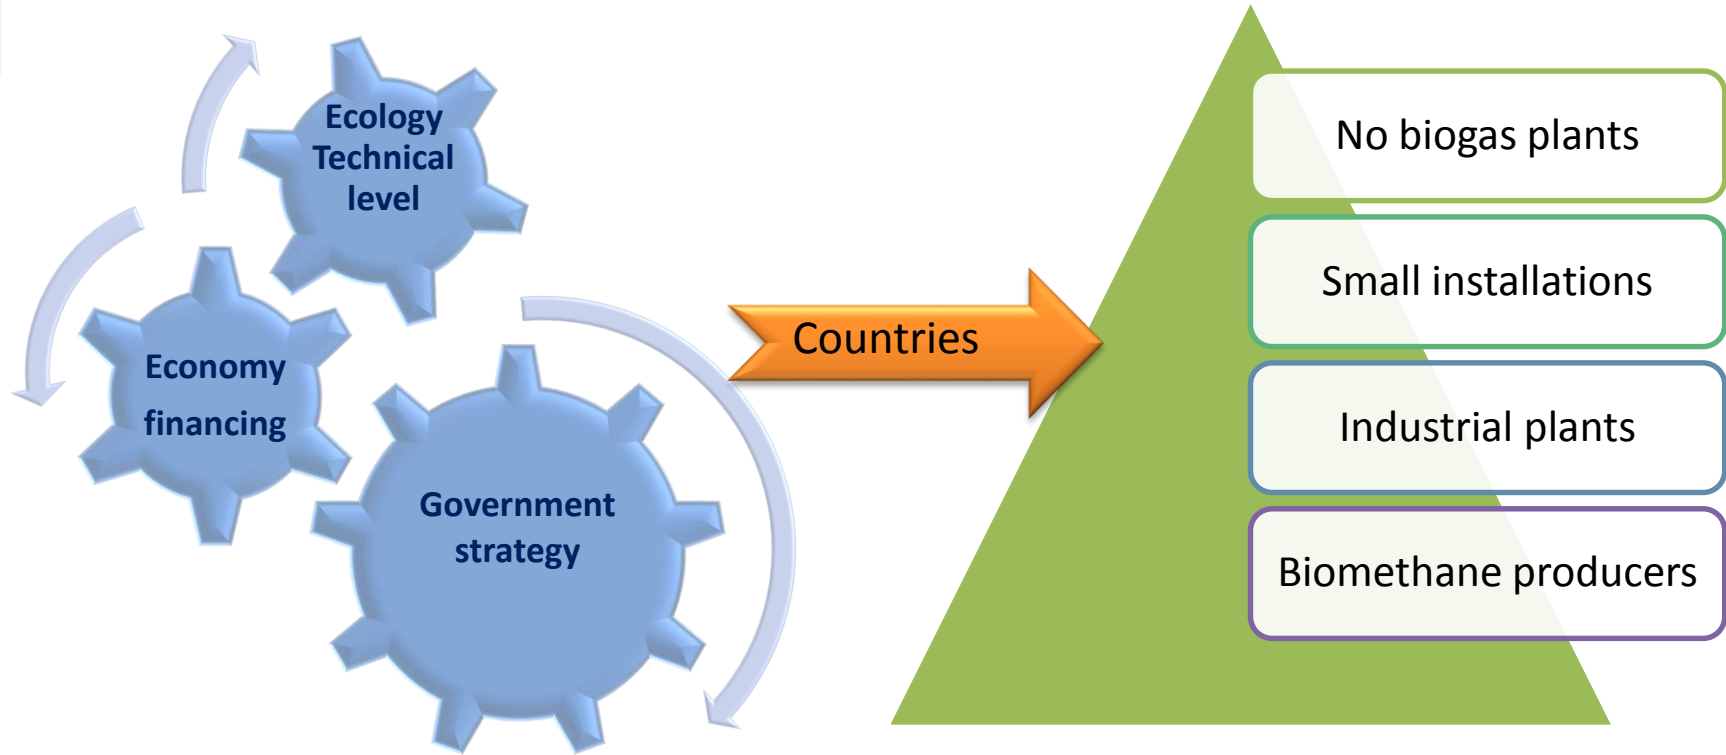 Ecology
Technical
level
Economy
financing
Government
strategy
Countries
No biogas plants
Small installations
Industrial plants
Biomethane producers